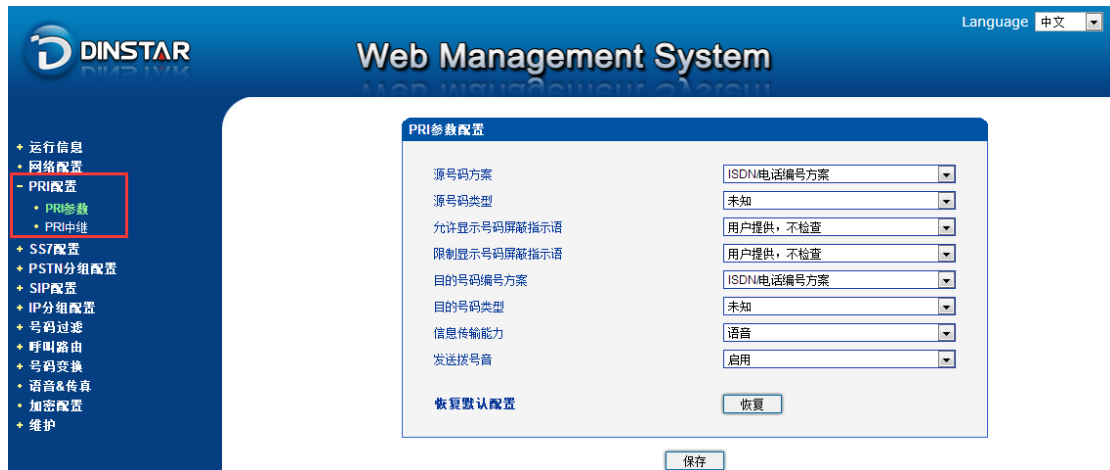 Language 中文
DINSTAR
Web Management System
+ 运行信息
• 网络配置
- PRI配置
• PRI参数
• PRI中继
+ SS7配置
+ PSTN分组配置
+ SIP配置
+ IP分组配置
+ 号码过滤
+ 呼叫路由
+ 号码变换
• 语音&传真
• 加密配置
+ 维护
PRI参数配置
源号码方案 ISDN/电话编号方案
源号码类型 未知
允许显示号码屏蔽指示语 用户提供，不检查
限制显示号码屏蔽指示语 用户提供，不检查
目的号码编号方案 ISDN/电话编号方案
目的号码类型 未知
信息传输能力 语音
发送拨号音 启用
恢复默认配置 恢复
保存